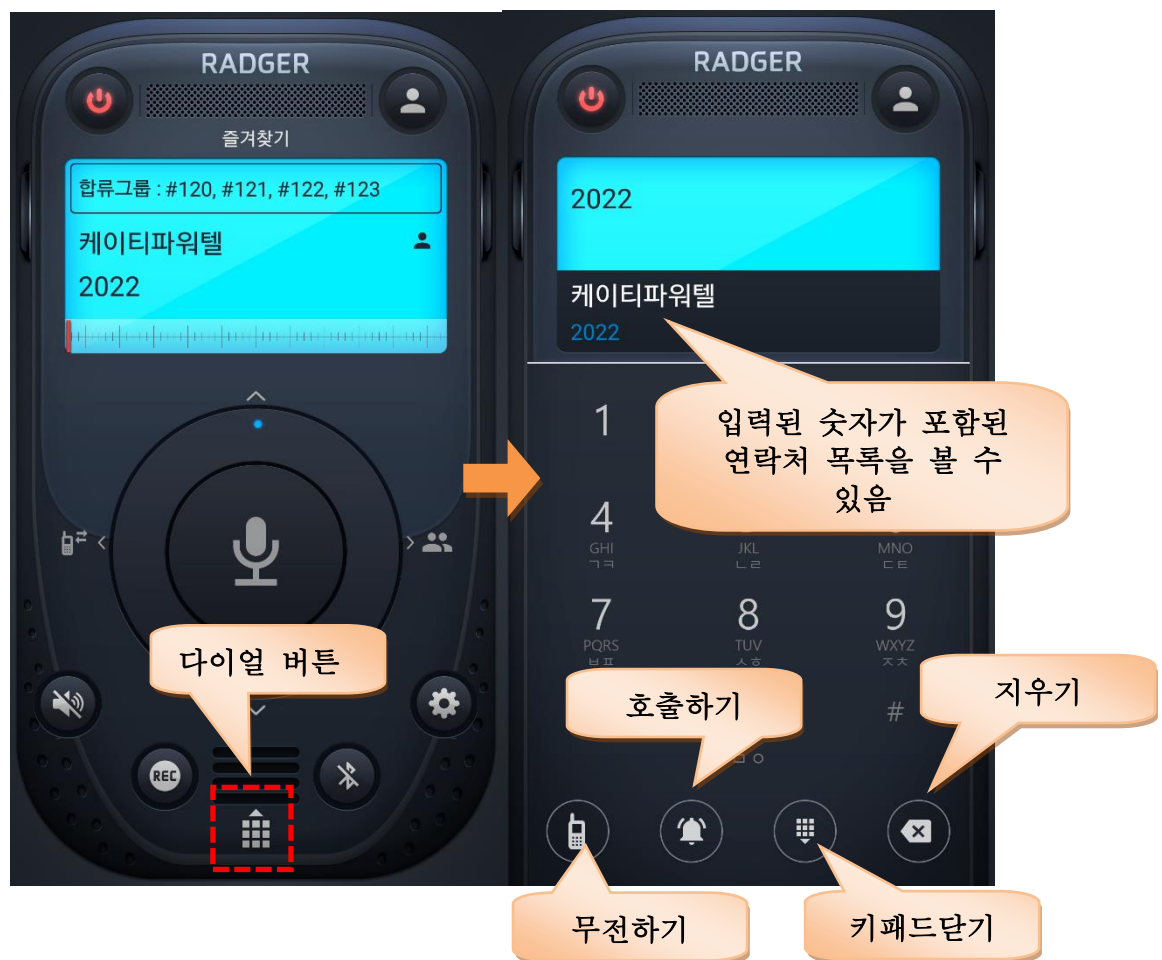 RADGER
즐겨찾기
합류그룹 : #120, #121, #122, #123
케이티파워텔
2022
REC
다이얼 버튼
RADGER
2022
케이티파워텔
2022
입력된 숫자가 포함된
연락처 목록을 볼 수
있음
1
4
GHI
ㄱㅋ
JKL
ㄴㄹ
MNO
ㄷㅌ
7
PQRS
ㅂㅍ
8
TUV
ㅅㅎ
9
WXYZ
ㅈㅊ
#
호출하기
지우기
무전하기
키패드닫기